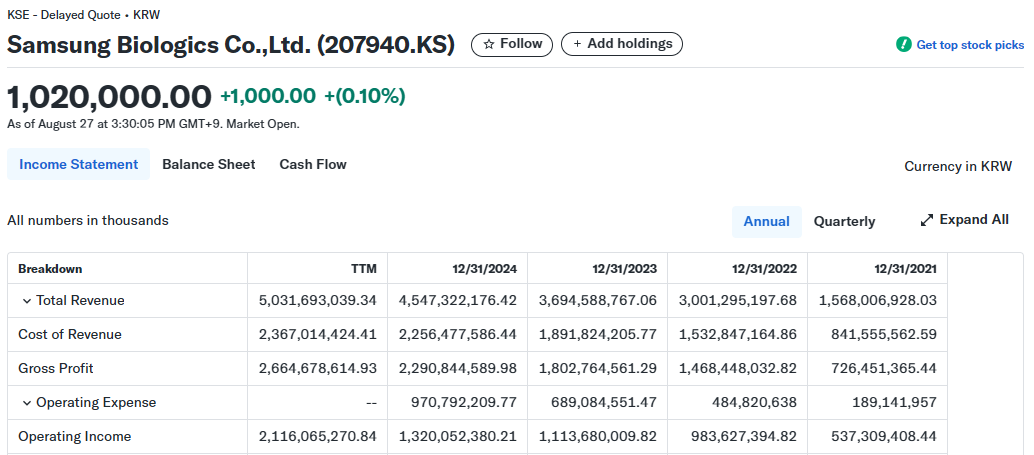 KSE - Delayed Quote • KRW
Samsung Biologics Co.,Ltd. (207940.KS) Follow + Add holdings Get top stock picks
1,020,000.00 +1,000.00 +(0.10%)
As of August 27 at 3:30:05 PM GMT+9. Market Open.
Income Statement Balance Sheet Cash Flow Currency in KRW
All numbers in thousands Annual Quarterly Expand All
Breakdown TTM 12/31/2024 12/31/2023 12/31/2022 12/31/2021
Total Revenue 5,031,693,039.34 4,547,322,176.42 3,694,588,767.06 3,001,295,197.68 1,568,006,928.03
Cost of Revenue 2,367,014,424.41 2,256,477,586.44 1,891,824,205.77 1,532,847,164.86 841,555,562.59
Gross Profit 2,664,678,614.93 2,290,844,589.98 1,802,764,561.29 1,468,448,032.82 726,451,365.44
Operating Expense -- 970,792,209.77 689,084,551.47 484,820,638 189,141,957
Operating Income 2,116,065,270.84 1,320,052,380.21 1,113,680,009.82 983,627,394.82 537,309,408.44